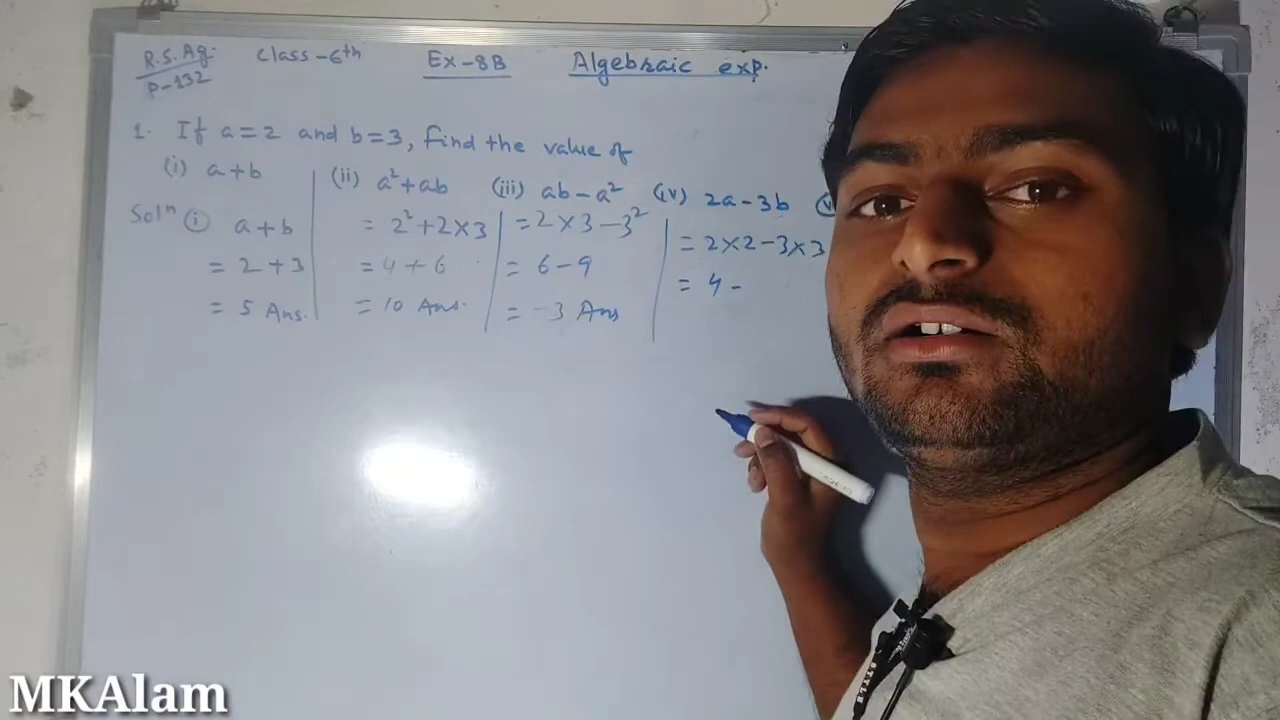 R.S.Ag. Class-6th Ex-8B Algebraic exp.
P-132
1. If a=2 and b=3, find the value of
(i) a+b (ii) a²+ab (iii) ab-a² (iv) 2a-3b
Solⁿ (i) a+b = 2²+2×3 = 2×3-3² = 2×2-3×3
= 2+3 = 4+6 = 6-9 = 4-
= 5 Ans. = 10 Ans. = -3 Ans
MKAlam